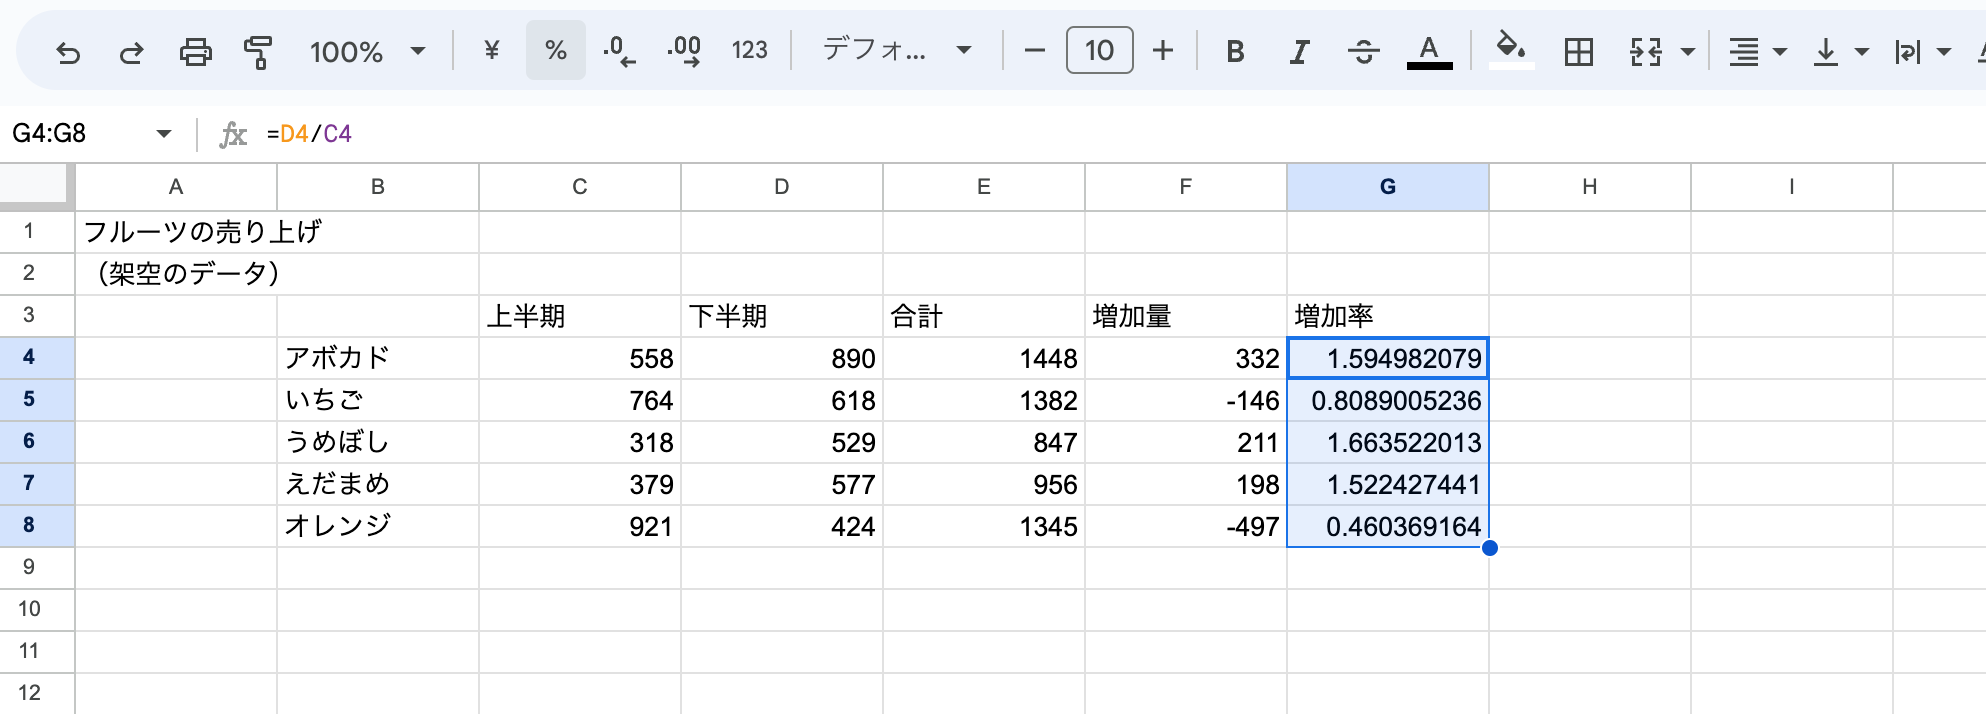 100% ¥ % .0 .00 123 デフォ... 10 B I A
G4:G8 fx =D4/C4
A B C D E F G H I
1 フルーツの売り上げ
2 （架空のデータ）
3 上半期 下半期 合計 増加量 増加率
4 アボカド 558 890 1448 332 1.594982079
5 いちご 764 618 1382 -146 0.8089005236
6 うめぼし 318 529 847 211 1.663522013
7 えだまめ 379 577 956 198 1.522427441
8 オレンジ 921 424 1345 -497 0.460369164
9
10
11
12